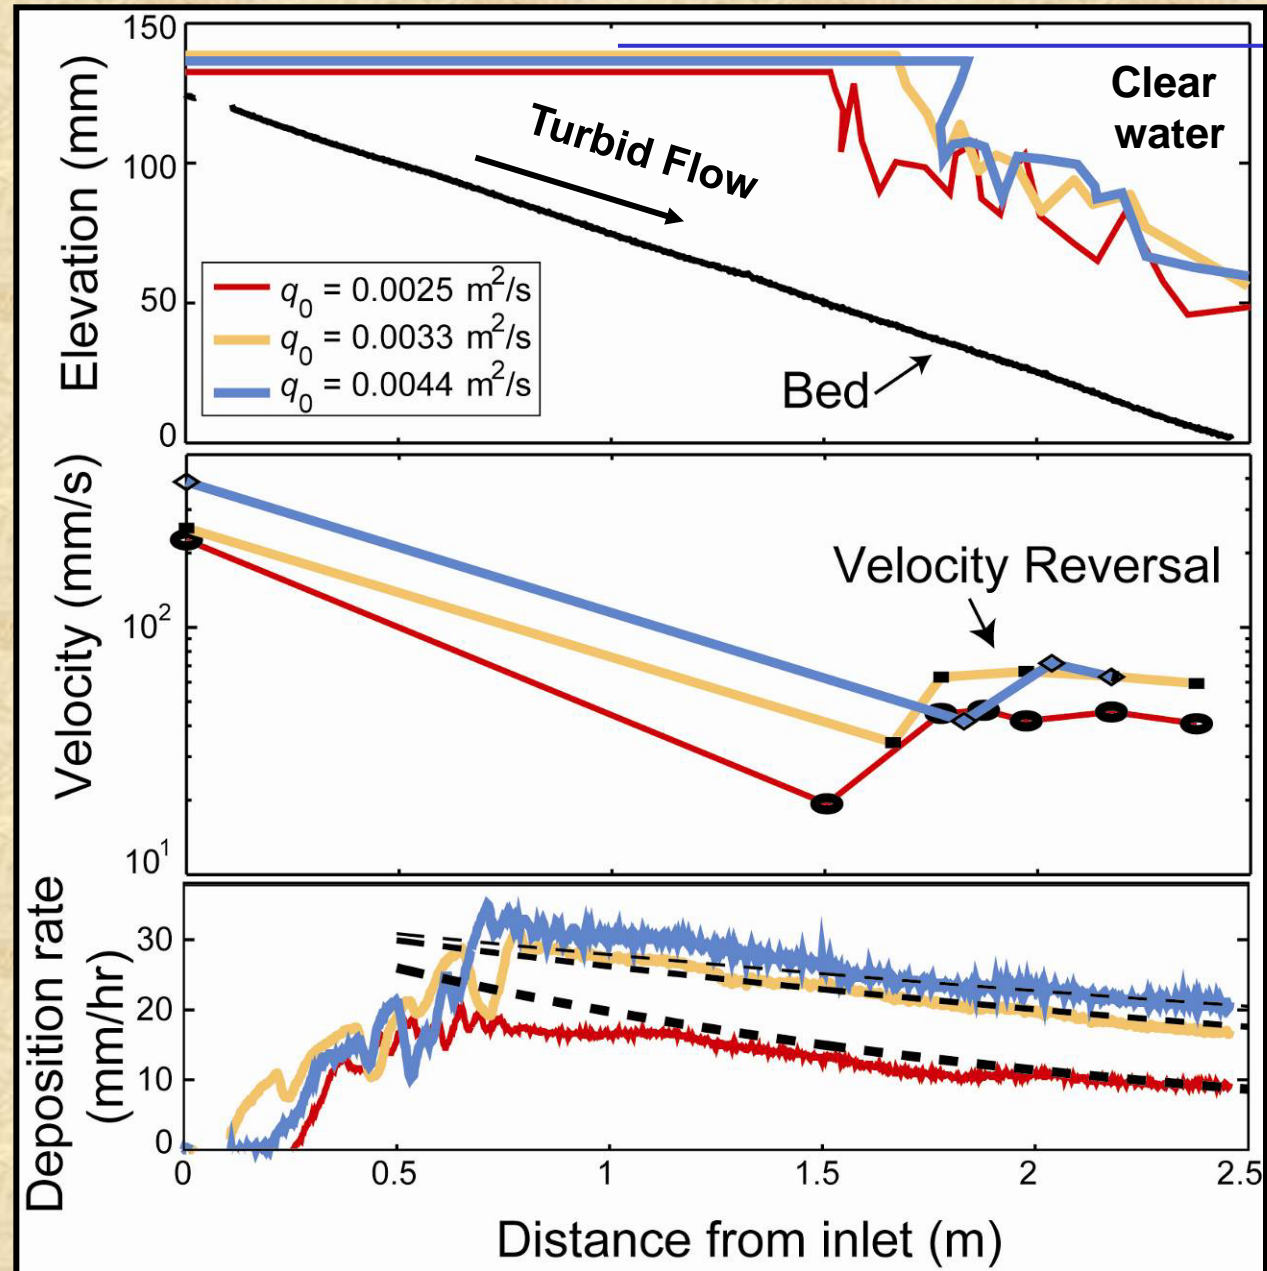 150
100
50
0
Elevation (mm)
Turbid Flow
Clear
water
q0 = 0.0025 m2/s
q0 = 0.0033 m2/s
q0 = 0.0044 m2/s
Bed
Velocity (mm/s)
102
101
Velocity Reversal
Deposition rate
(mm/hr)
30
20
10
0
0 0.5 1 1.5 2 2.5
Distance from inlet (m)